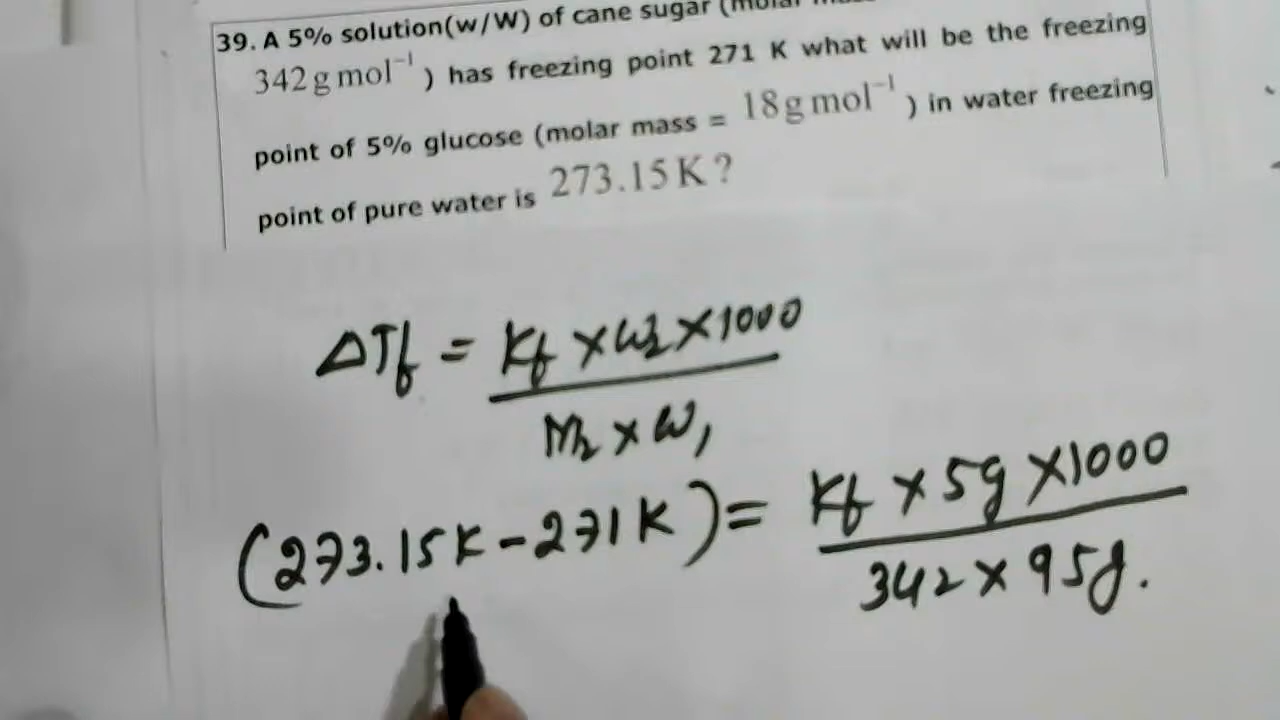 39. A 5% solution(w/W) of cane sugar (molar mass
342 g mol⁻¹ ) has freezing point 271 K what will be the freezing
point of 5% glucose (molar mass = 18 g mol⁻¹ ) in water freezing
point of pure water is 273.15 K ?
ΔTf = Kf × W2 × 1000
M2 × W1
(273.15K - 271K) = Kf × 5g × 1000
342 × 95g.